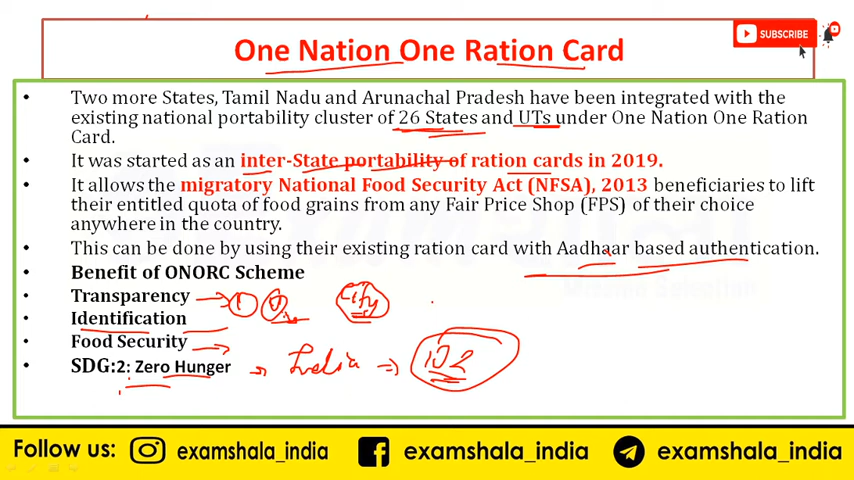 One Nation One Ration Card
SUBSCRIBE
• Two more States, Tamil Nadu and Arunachal Pradesh have been integrated with the
existing national portability cluster of 26 States and UTs under One Nation One Ration
Card.
• It was started as an inter-State portability of ration cards in 2019.
• It allows the migratory National Food Security Act (NFSA), 2013 beneficiaries to lift
their entitled quota of food grains from any Fair Price Shop (FPS) of their choice
anywhere in the country.
• This can be done by using their existing ration card with Aadhaar based authentication.
• Benefit of ONORC Scheme
• Transparency
City
• Identification
• Food Security
• SDG:2: Zero Hunger
India
102
Follow us: examshala_india examshala_india examshala_india